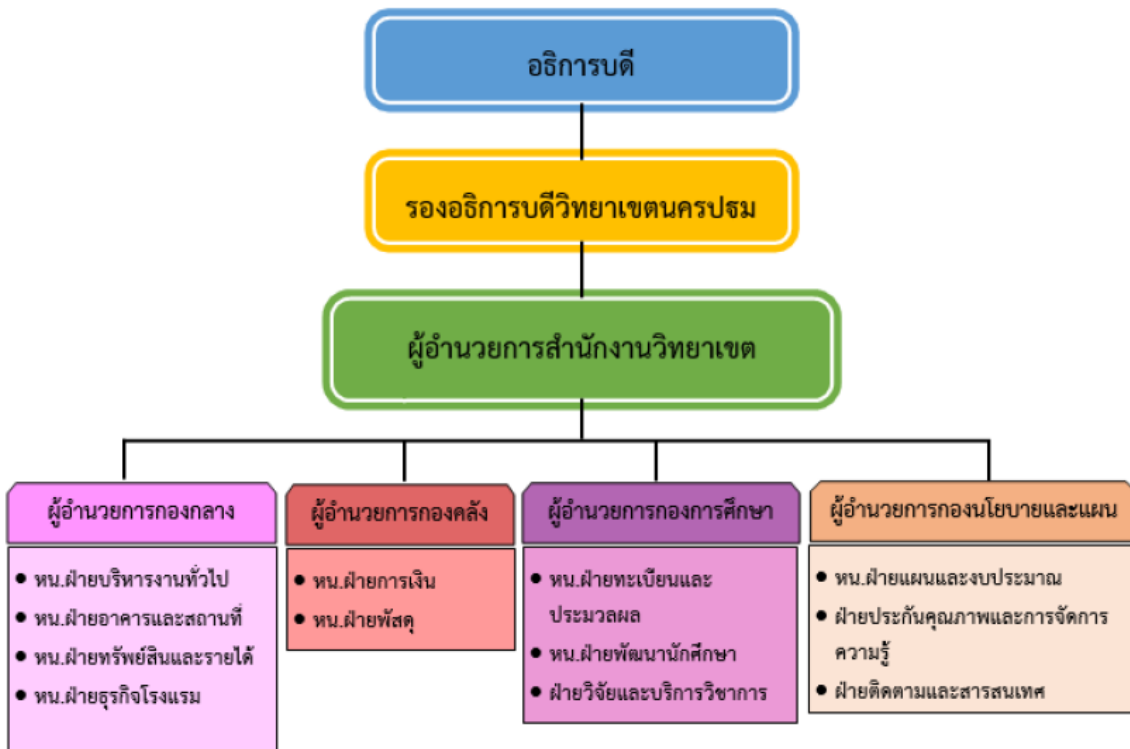 อธิการบดี
รองอธิการบดีวิทยาเขตนครปฐม
ผู้อำนวยการสำนักงานวิทยาเขต
ผู้อำนวยการกองกลาง
● หน.ฝ่ายบริหารงานทั่วไป
● หน.ฝ่ายอาคารและสถานที่
● หน.ฝ่ายทรัพย์สินและรายได้
● หน.ฝ่ายธุรกิจโรงแรม
ผู้อำนวยการกองคลัง
● หน.ฝ่ายการเงิน
● หน.ฝ่ายพัสดุ
ผู้อำนวยการกองการศึกษา
● หน.ฝ่ายทะเบียนและ
ประมวลผล
● หน.ฝ่ายพัฒนานักศึกษา
● ฝ่ายวิจัยและบริการวิชาการ
ผู้อำนวยการกองนโยบายและแผน
● หน.ฝ่ายแผนและงบประมาณ
● ฝ่ายประกันคุณภาพและการจัดการ
ความรู้
● ฝ่ายติดตามและสารสนเทศ